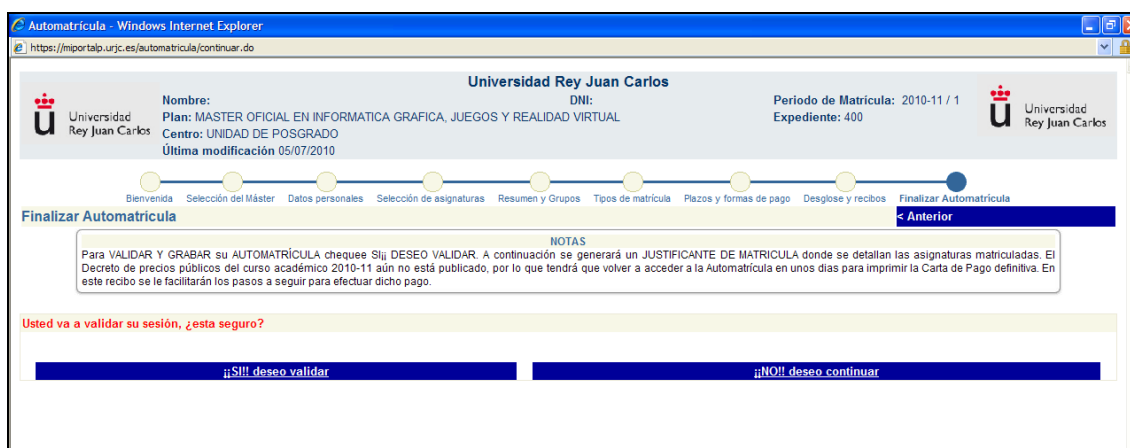 Automatrícula - Windows Internet Explorer
https://miportalp.urjc.es/automatricula/continuar.do
Universidad Rey Juan Carlos
Universidad
Rey Juan Carlos
Nombre: DNI: Periodo de Matrícula: 2010-11 / 1
Plan: MASTER OFICIAL EN INFORMATICA GRAFICA, JUEGOS Y REALIDAD VIRTUAL Expediente: 400
Centro: UNIDAD DE POSGRADO
Última modificación 05/07/2010
Universidad
Rey Juan Carlos
Bienvenida Selección del Máster Datos personales Selección de asignaturas Resumen y Grupos Tipos de matrícula Plazos y formas de pago Desglose y recibos Finalizar Automatrícula
Finalizar Automatricula < Anterior
NOTAS
Para VALIDAR Y GRABAR su AUTOMATRÍCULA chequee SI¡¡ DESEO VALIDAR. A continuación se generará un JUSTIFICANTE DE MATRICULA donde se detallan las asignaturas matriculadas. El
Decreto de precios públicos del curso académico 2010-11 aún no está publicado, por lo que tendrá que volver a acceder a la Automatrícula en unos dias para imprimir la Carta de Pago definitiva. En
este recibo se le facilitarán los pasos a seguir para efectuar dicho pago.
Usted va a validar su sesión, ¿esta seguro?
¡¡SI!! deseo validar ¡¡NO!! deseo continuar